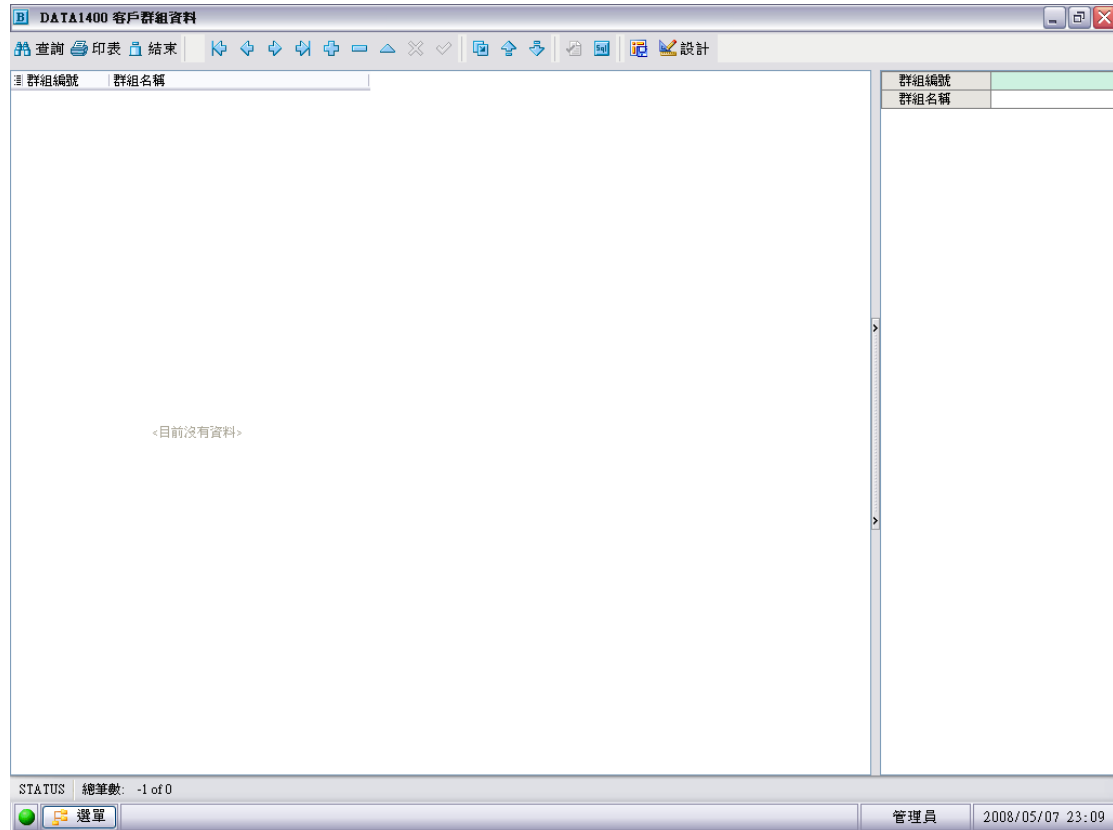 B DATA1400 客戶群組資料
查詢 印表 結束 Sql 設計
群組編號 群組名稱 群組編號
群組名稱
<目前沒有資料>
STATUS 總筆數: -1 of 0
選單 管理員 2008/05/07 23:09